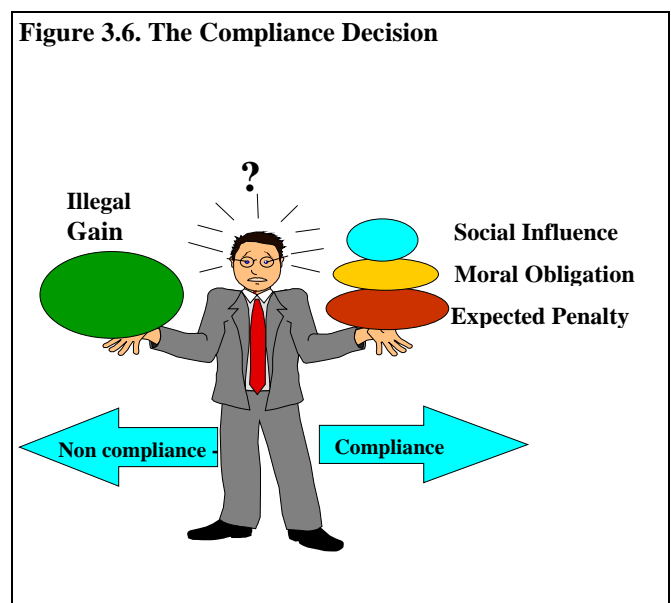 Figure 3.6. The Compliance Decision
?
Illegal
Gain
Social Influence
Moral Obligation
Expected Penalty
Non compliance -
Compliance